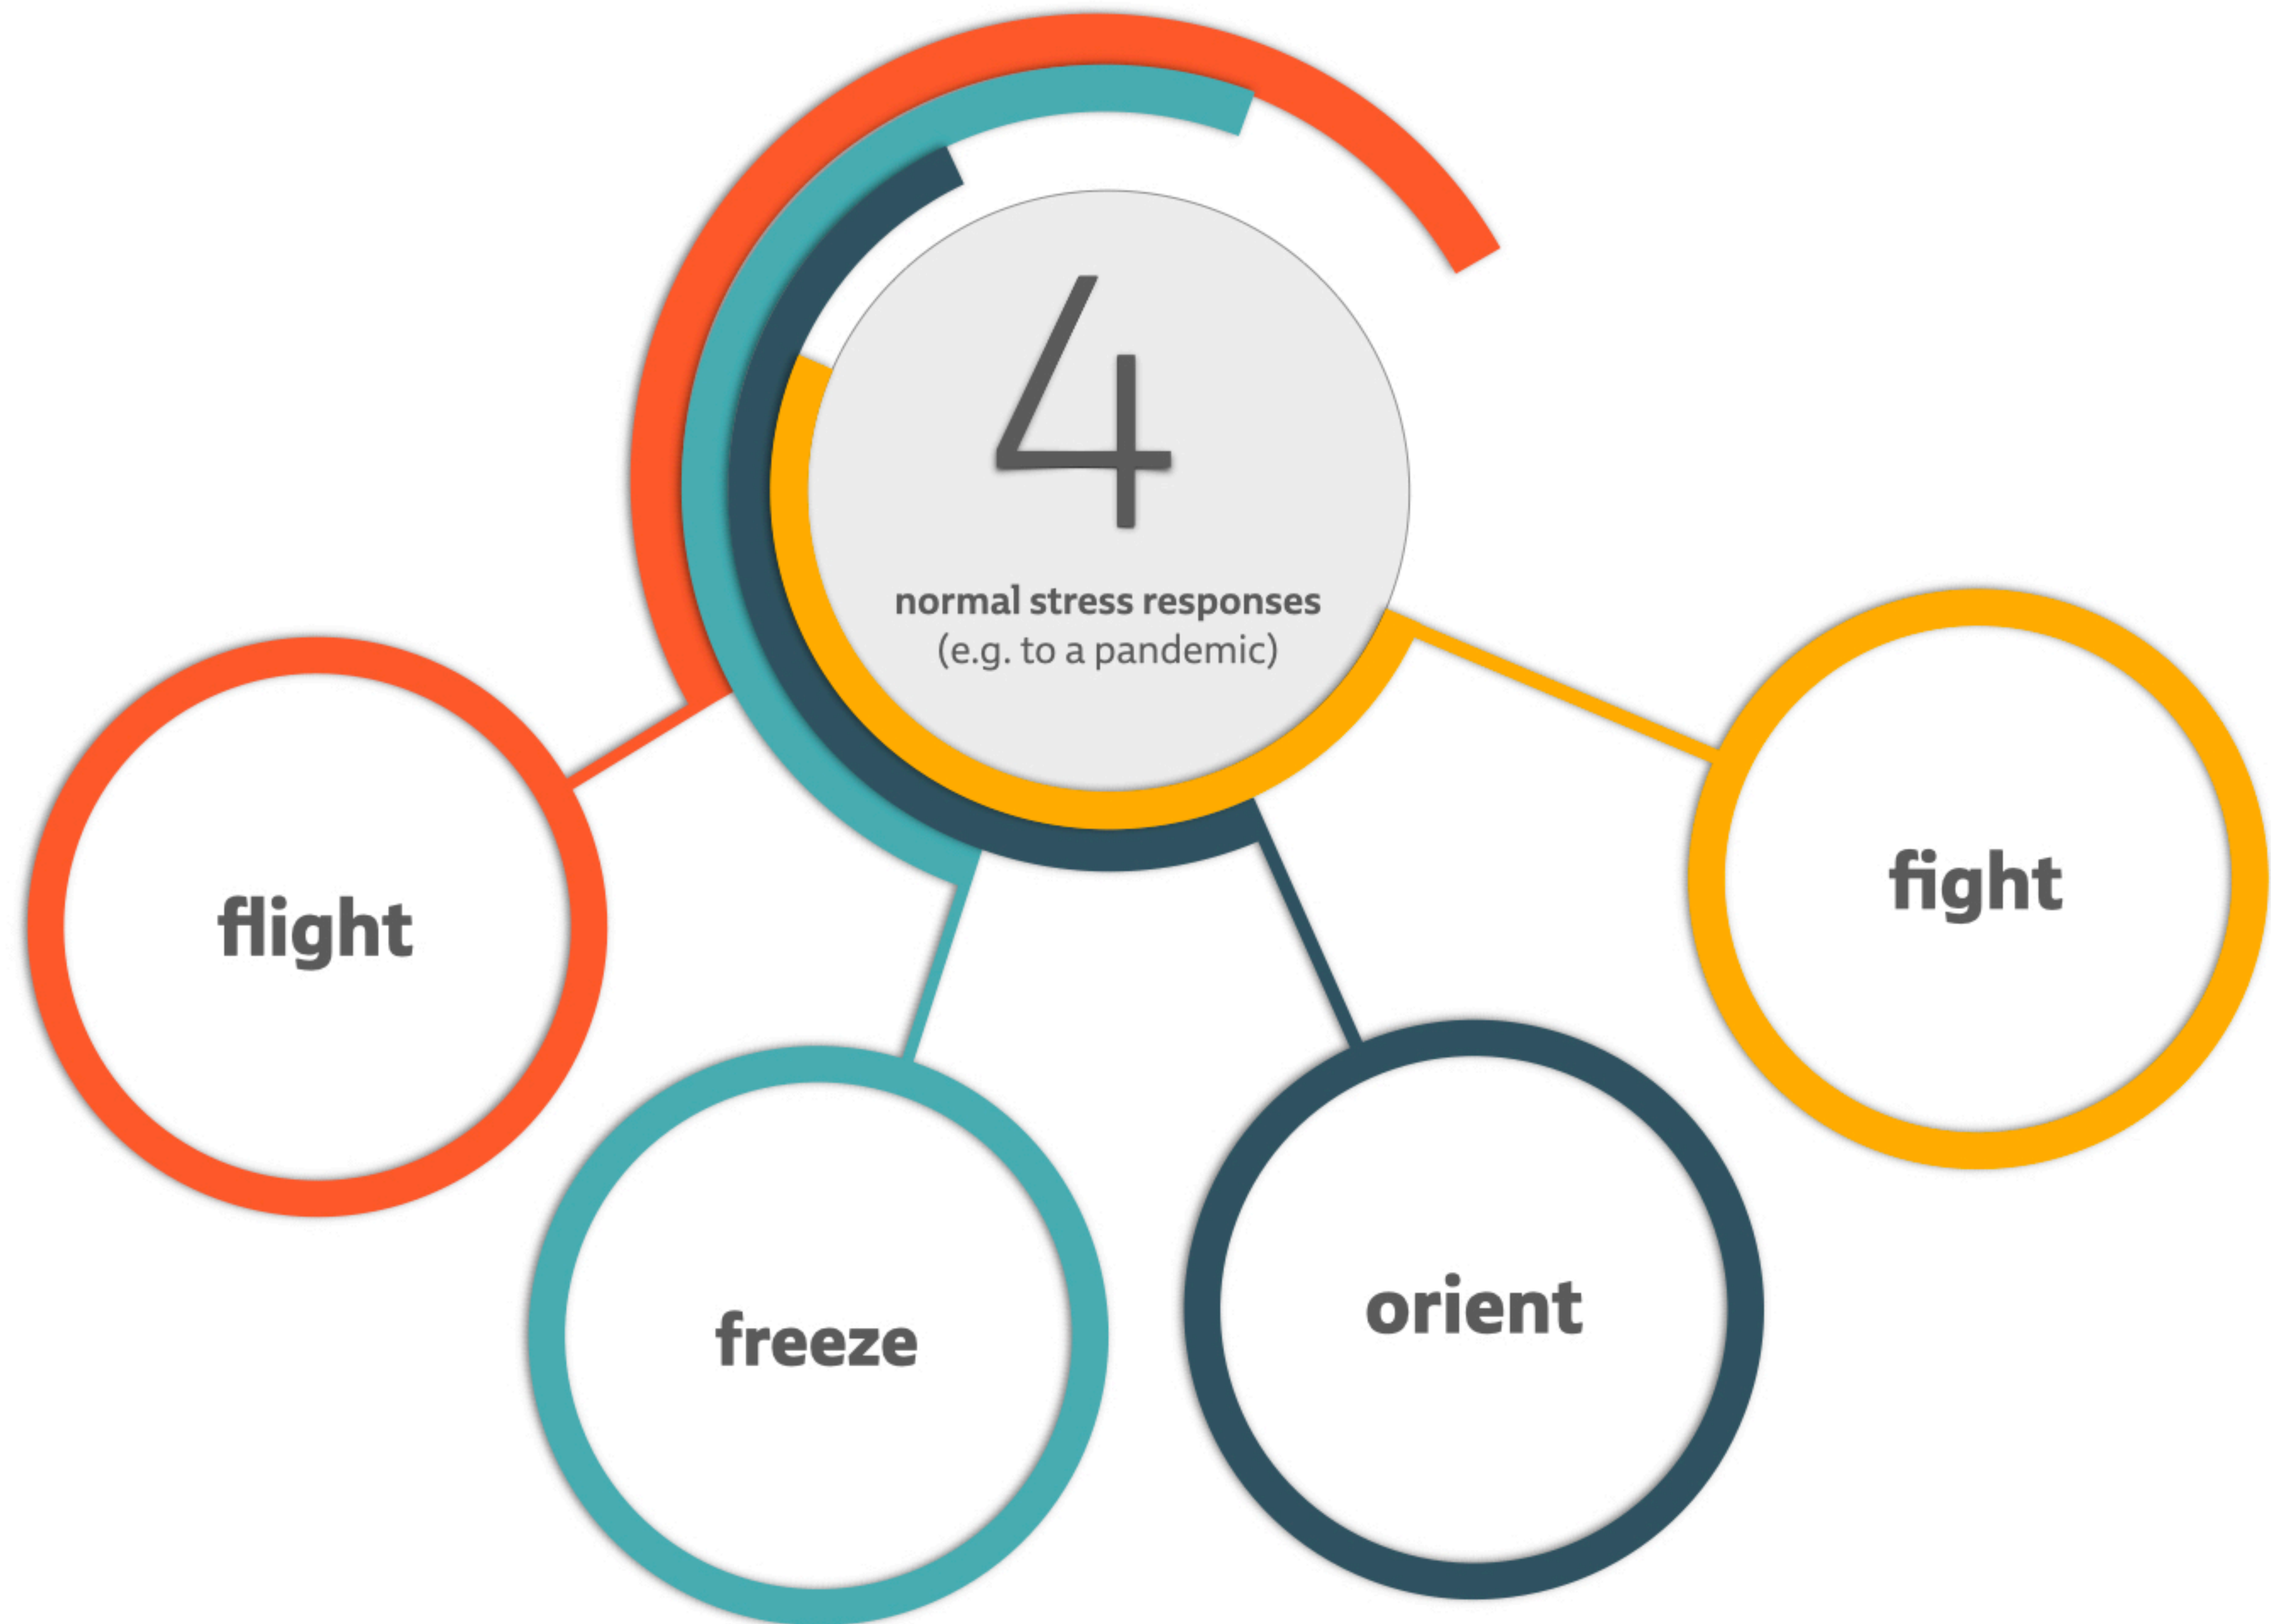 4
normal stress responses
(e.g. to a pandemic)
flight
freeze
orient
fight